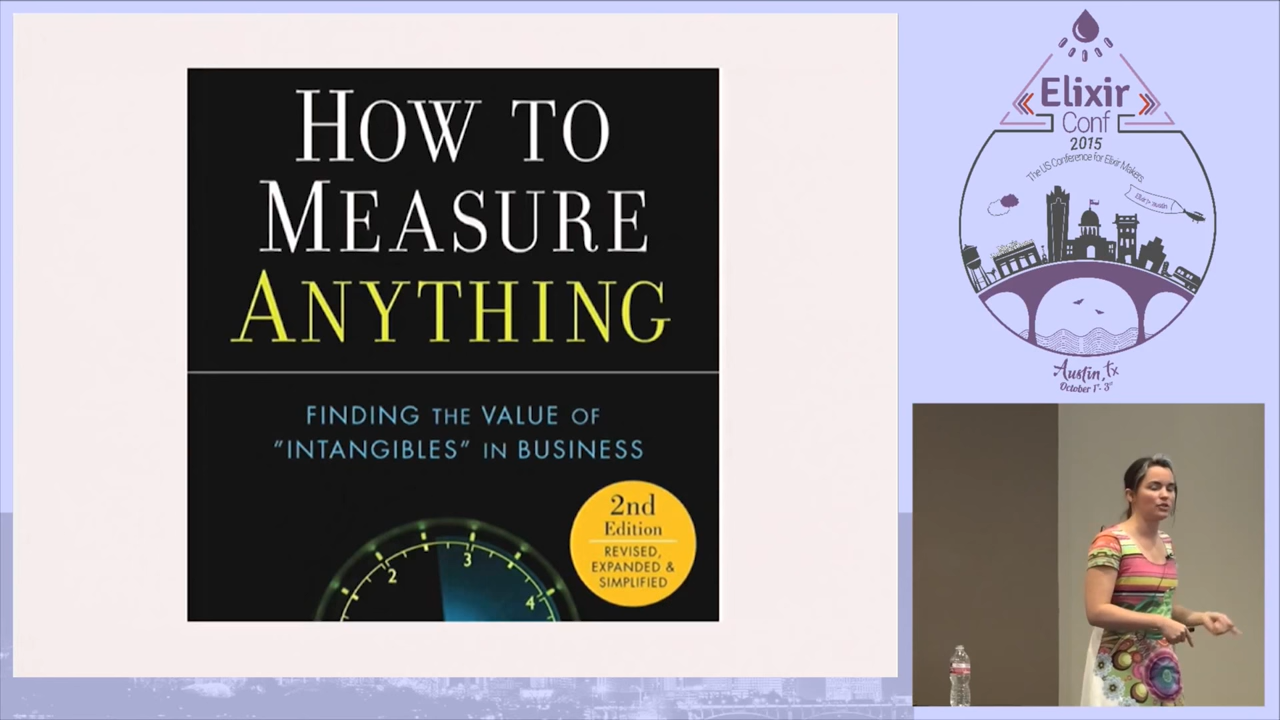 HOW TO
MEASURE
ANYTHING
FINDING THE VALUE OF
"INTANGIBLES" IN BUSINESS
2nd
Edition
REVISED,
EXPANDED &
SIMPLIFIED
2
3
4
Elixir
Conf
2015
The US Conference for Elixir Makers
Austin, TX
October 1st - 3rd